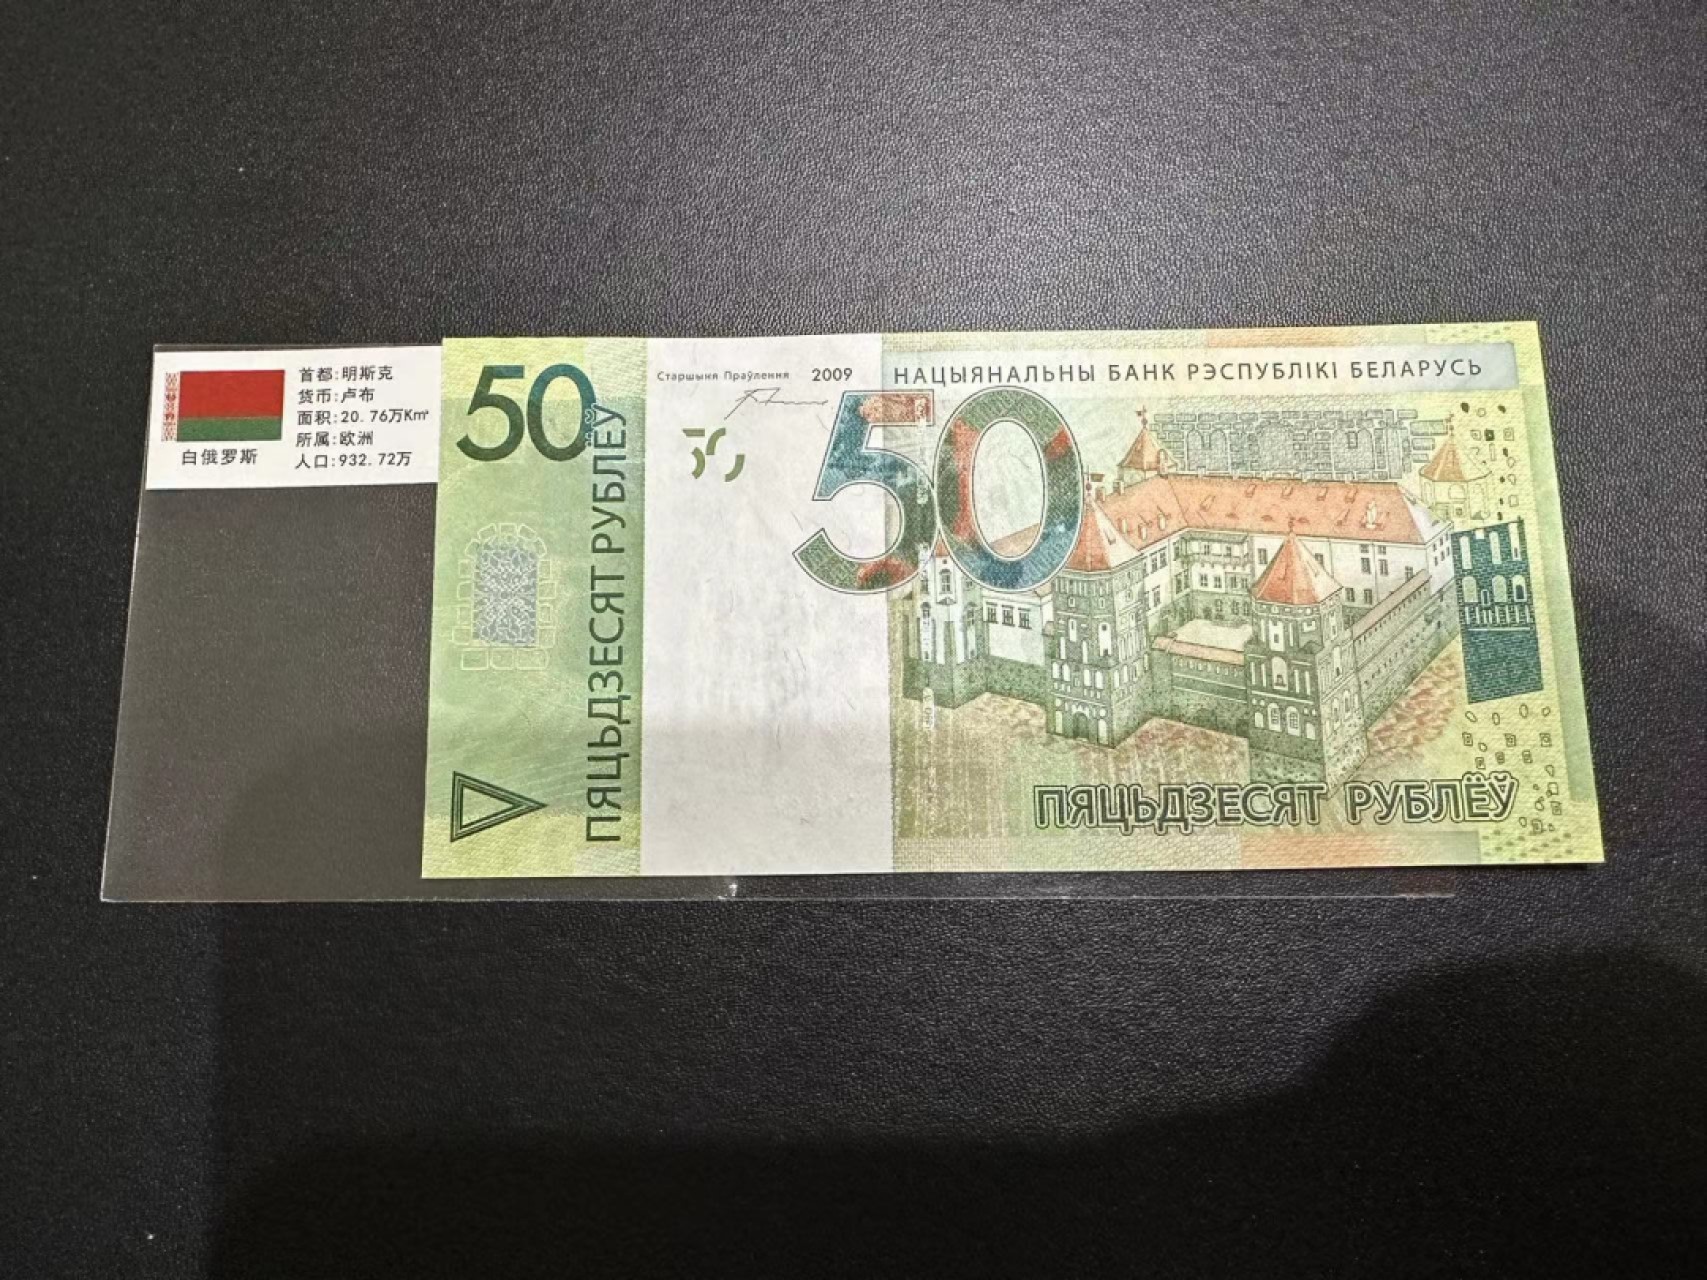 白俄罗斯
首都:明斯克
货币:卢布
面积:20.76万Km²
所属:欧洲
人口:932.72万
50
ПЯЦЬДЗЕСЯТ РУБЛЁЎ
Старшыня Праўлення 2009
НАЦЫЯНАЛЬНЫ БАНК РЭСПУБЛІКІ БЕЛАРУСЬ
50
ПЯЦЬДЗЕСЯТ РУБЛЁЎ